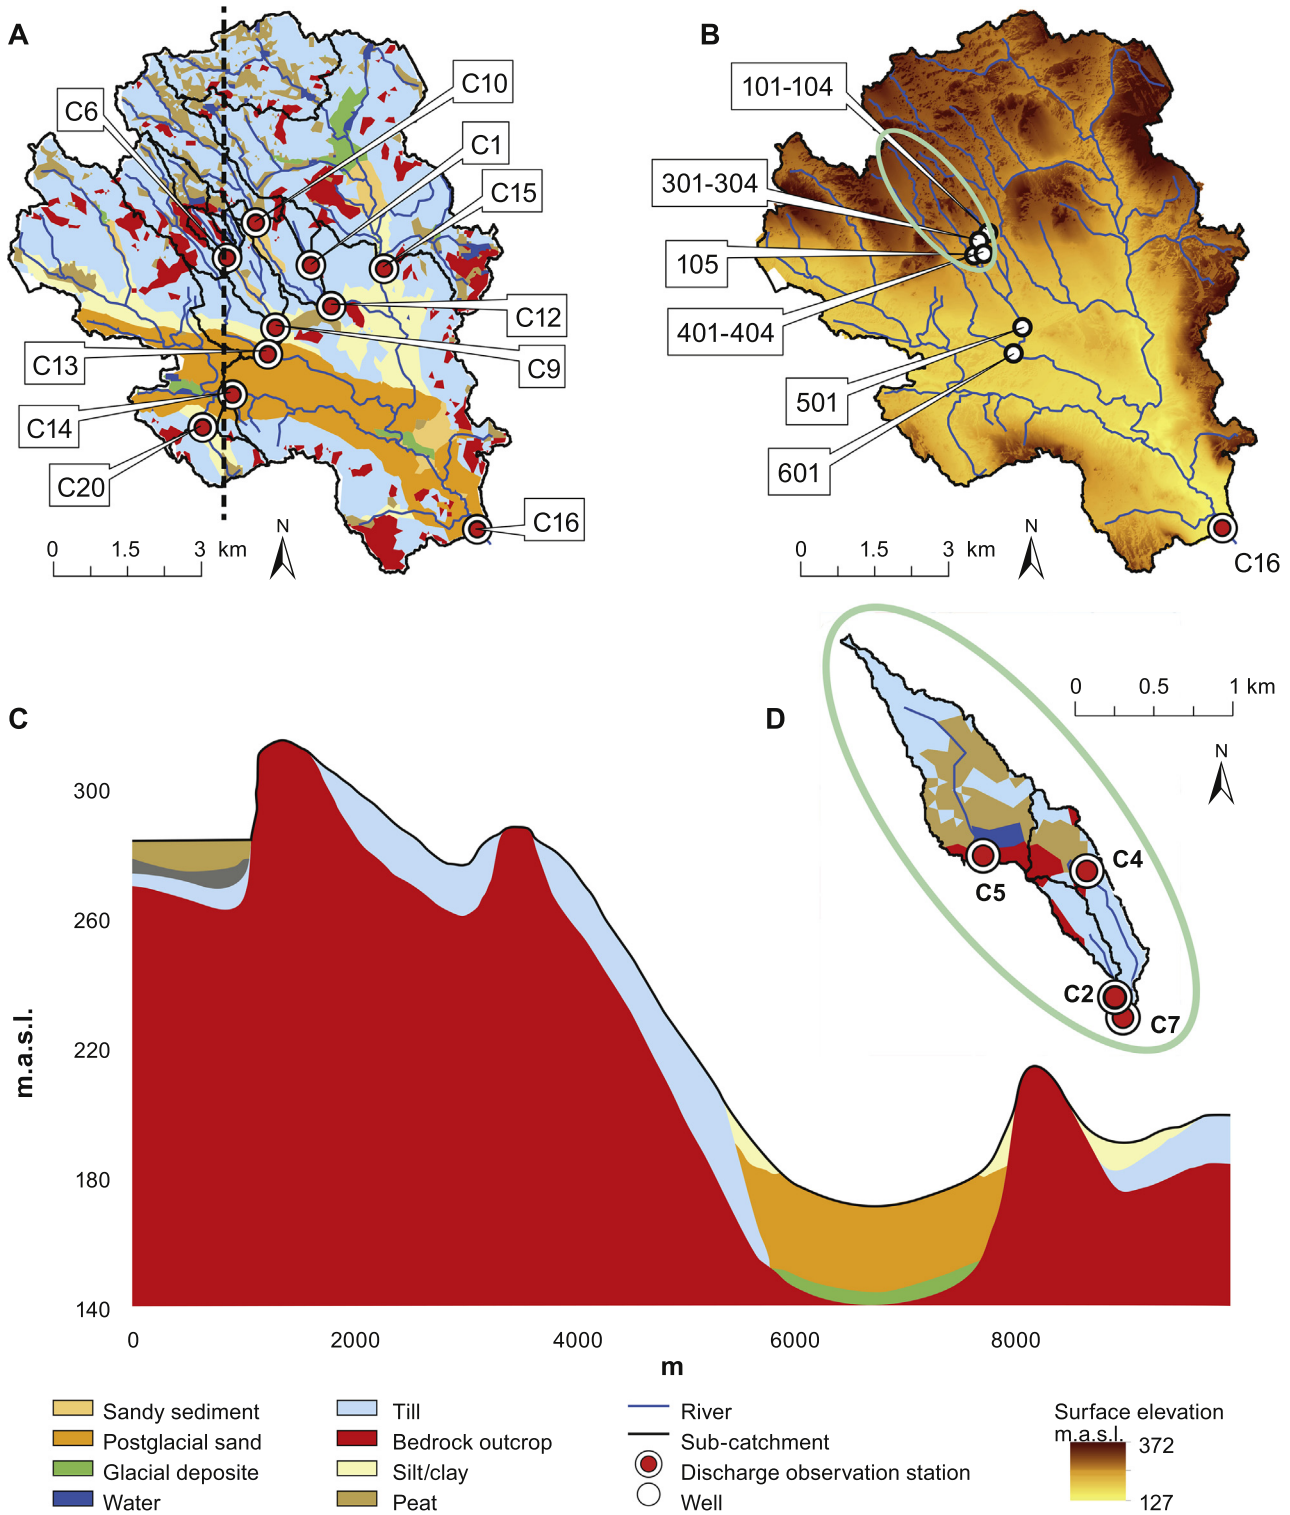 A
C6
C10
C1
C15
C12
C9
C13
C14
C20
C16
N
0 1.5 3 km
B
101-104
301-304
105
401-404
501
601
C16
N
0 1.5 3 km
C
300
260
220
180
140
m.a.s.l.
0 2000 4000 6000 8000
m
D
0 0.5 1 km
N
C5
C4
C2
C7
Sandy sediment
Postglacial sand
Glacial deposite
Water
Till
Bedrock outcrop
Silt/clay
Peat
River
Sub-catchment
Discharge observation station
Well
Surface elevation
m.a.s.l.
372
127